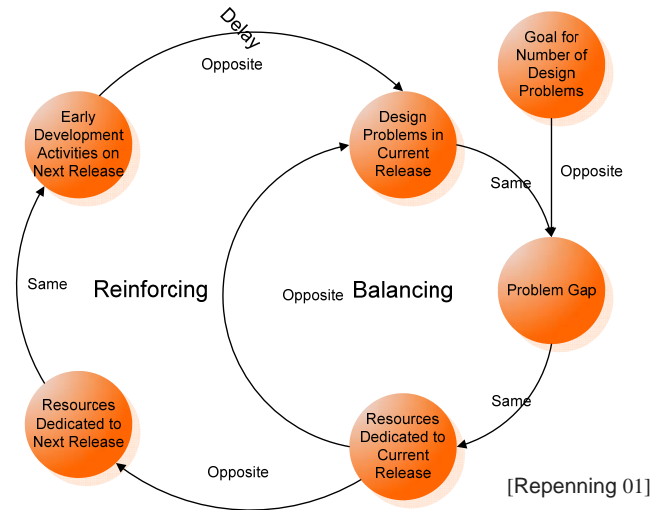 Delay
Opposite
Goal for
Number of
Design
Problems
Early
Development
Activities on
Next Release
Design
Problems in
Current
Release
Same
Opposite
Same
Reinforcing
Opposite
Balancing
Problem Gap
Same
Resources
Dedicated to
Next Release
Resources
Dedicated to
Current
Release
Opposite
[Repenning 01]